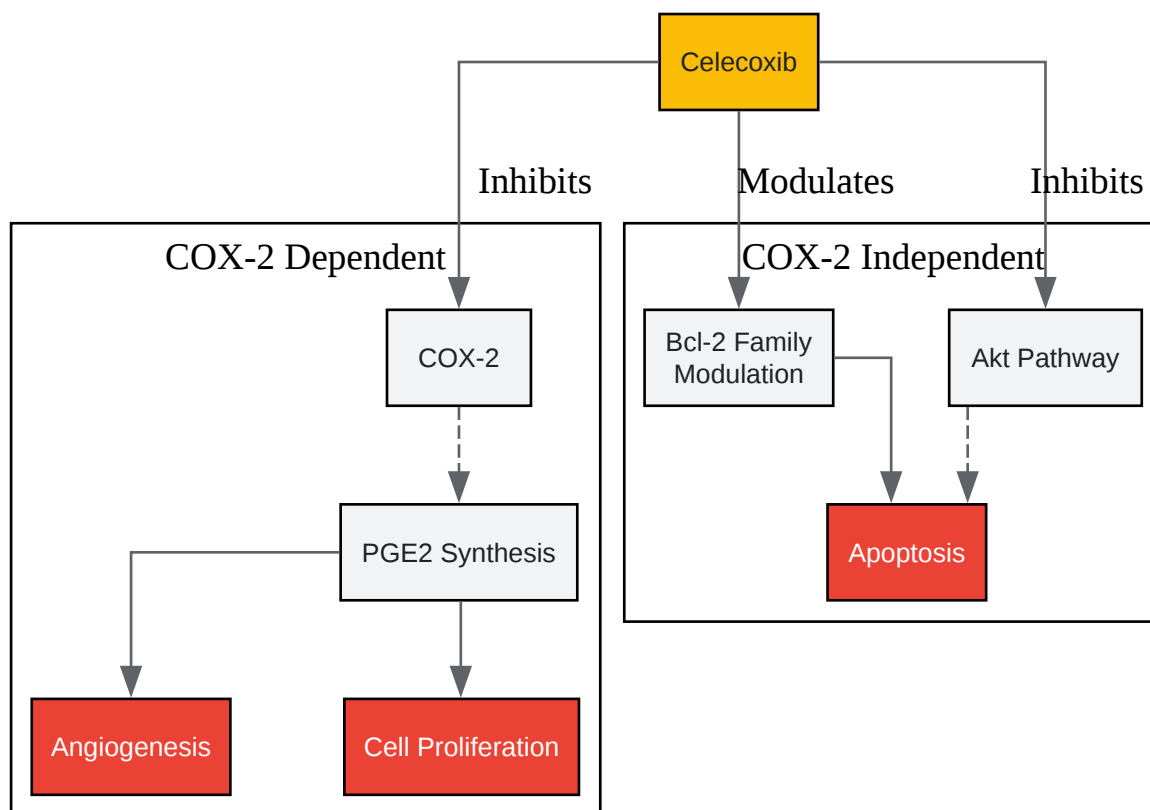 Celecoxib
Inhibits
Modulates
Inhibits
COX-2 Dependent
COX-2 Independent
COX-2
Bcl-2 Family
Modulation
Akt Pathway
PGE2 Synthesis
Apoptosis
Angiogenesis
Cell Proliferation